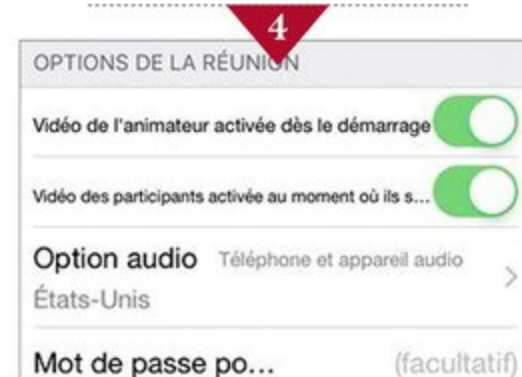 4
OPTIONS DE LA RÉUNION
Vidéo de l'animateur activée dès le démarrage
Vidéo des participants activée au moment où ils s...
Option audio Téléphone et appareil audio
États-Unis
Mot de passe po... (facultatif)